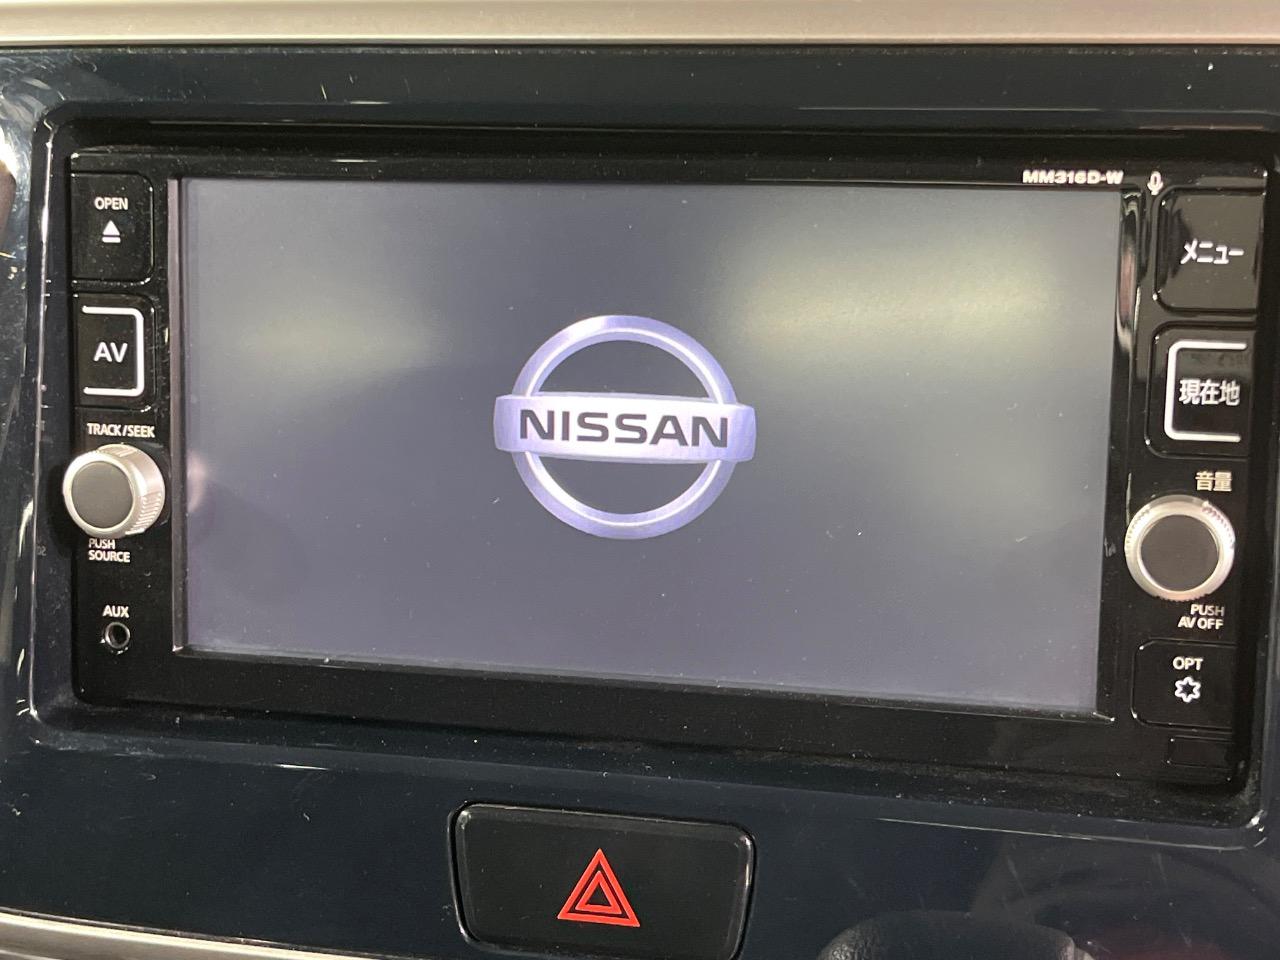 MM316D-W
OPEN
メニュー
AV
現在地
TRACK/SEEK
NISSAN
音量
PUSH
SOURCE
PUSH
AV OFF
AUX
OPT